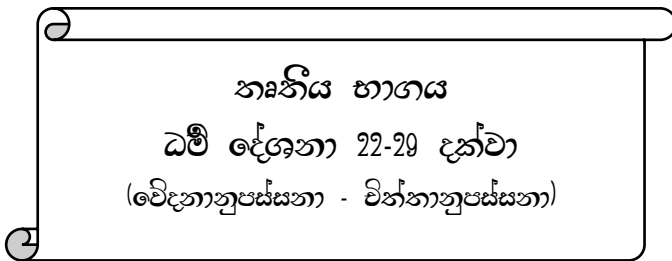 තෘතීය භාගය
ධර්ම දේශනා 22-29 දක්වා
(වේදනානුපස්සනා - චිත්තානුපස්සනා)